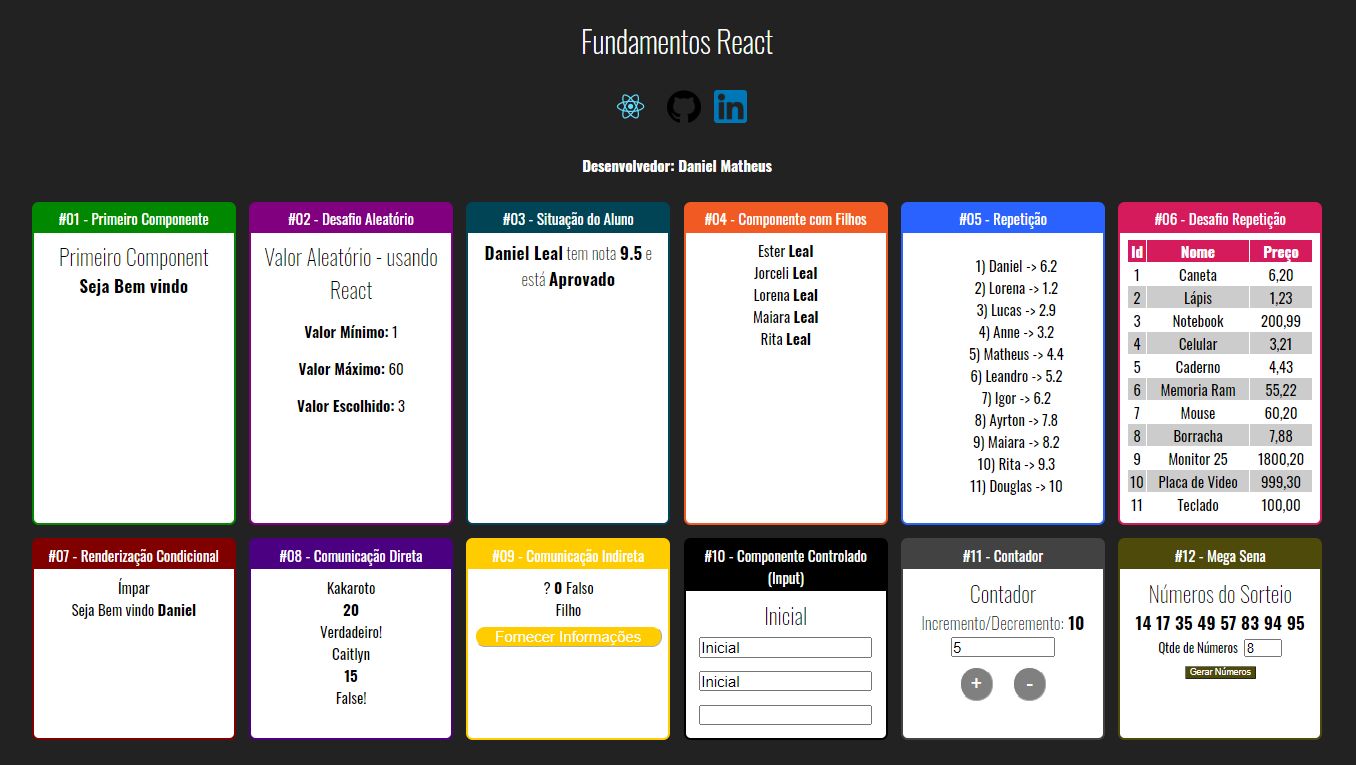 Fundamentos React
in
Desenvolvedor: Daniel Matheus
#01 - Primeiro Componente
Primeiro Component
Seja Bem vindo
#02 - Desafio Aleatório
Valor Aleatório - usando
React
Valor Mínimo: 1
Valor Máximo: 60
Valor Escolhido: 3
#03 - Situação do Aluno
Daniel Leal tem nota 9.5 e
está Aprovado
#04 - Componente com Filhos
Ester Leal
Jorceli Leal
Lorena Leal
Maiara Leal
Rita Leal
#05 - Repetição
1) Daniel -> 6.2
2) Lorena -> 1.2
3) Lucas -> 2.9
4) Anne -> 3.2
5) Matheus -> 4.4
6) Leandro -> 5.2
7) Igor -> 6.2
8) Ayrton -> 7.8
9) Maiara -> 8.2
10) Rita -> 9.3
11) Douglas -> 10
#06 - Desafio Repetição
Id Nome Preço
1 Caneta 6,20
2 Lápis 1,23
3 Notebook 200,99
4 Celular 3,21
5 Caderno 4,43
6 Memoria Ram 55,22
7 Mouse 60,20
8 Borracha 7,88
9 Monitor 25 1800,20
10 Placa de Video 999,30
11 Teclado 100,00
#07 - Renderização Condicional
Ímpar
Seja Bem vindo Daniel
#08 - Comunicação Direta
Kakaroto
20
Verdadeiro!
Caitlyn
15
False!
#09 - Comunicação Indireta
? 0 Falso
Filho
Fornecer Informações
#10 - Componente Controlado
(Input)
Inicial
Inicial
Inicial
#11 - Contador
Contador
Incremento/Decremento: 10
5
+ -
#12 - Mega Sena
Números do Sorteio
14 17 35 49 57 83 94 95
Qtde de Números 8
Gerar Números